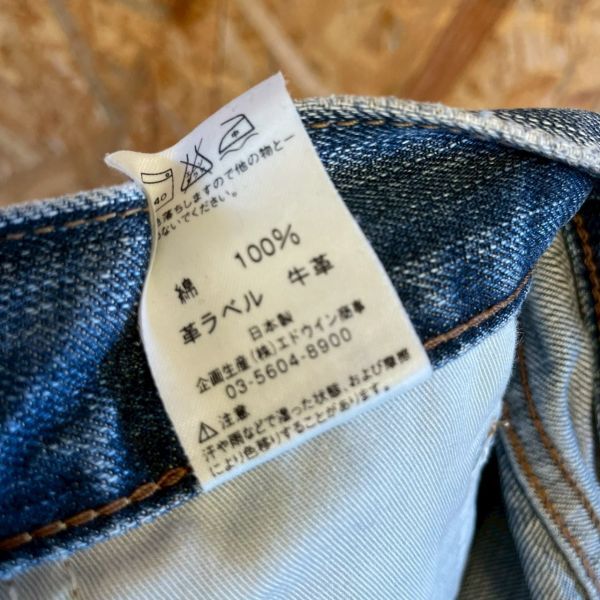 40
落ちしますので他の物と一
ないでください。
綿 100%
革ラベル 牛革
日本製
企画生産(株)エドウイン商事
03-5604-8900
⚠注意
汗や雨などで湿った状態、および摩擦
により色移りすることがあります。